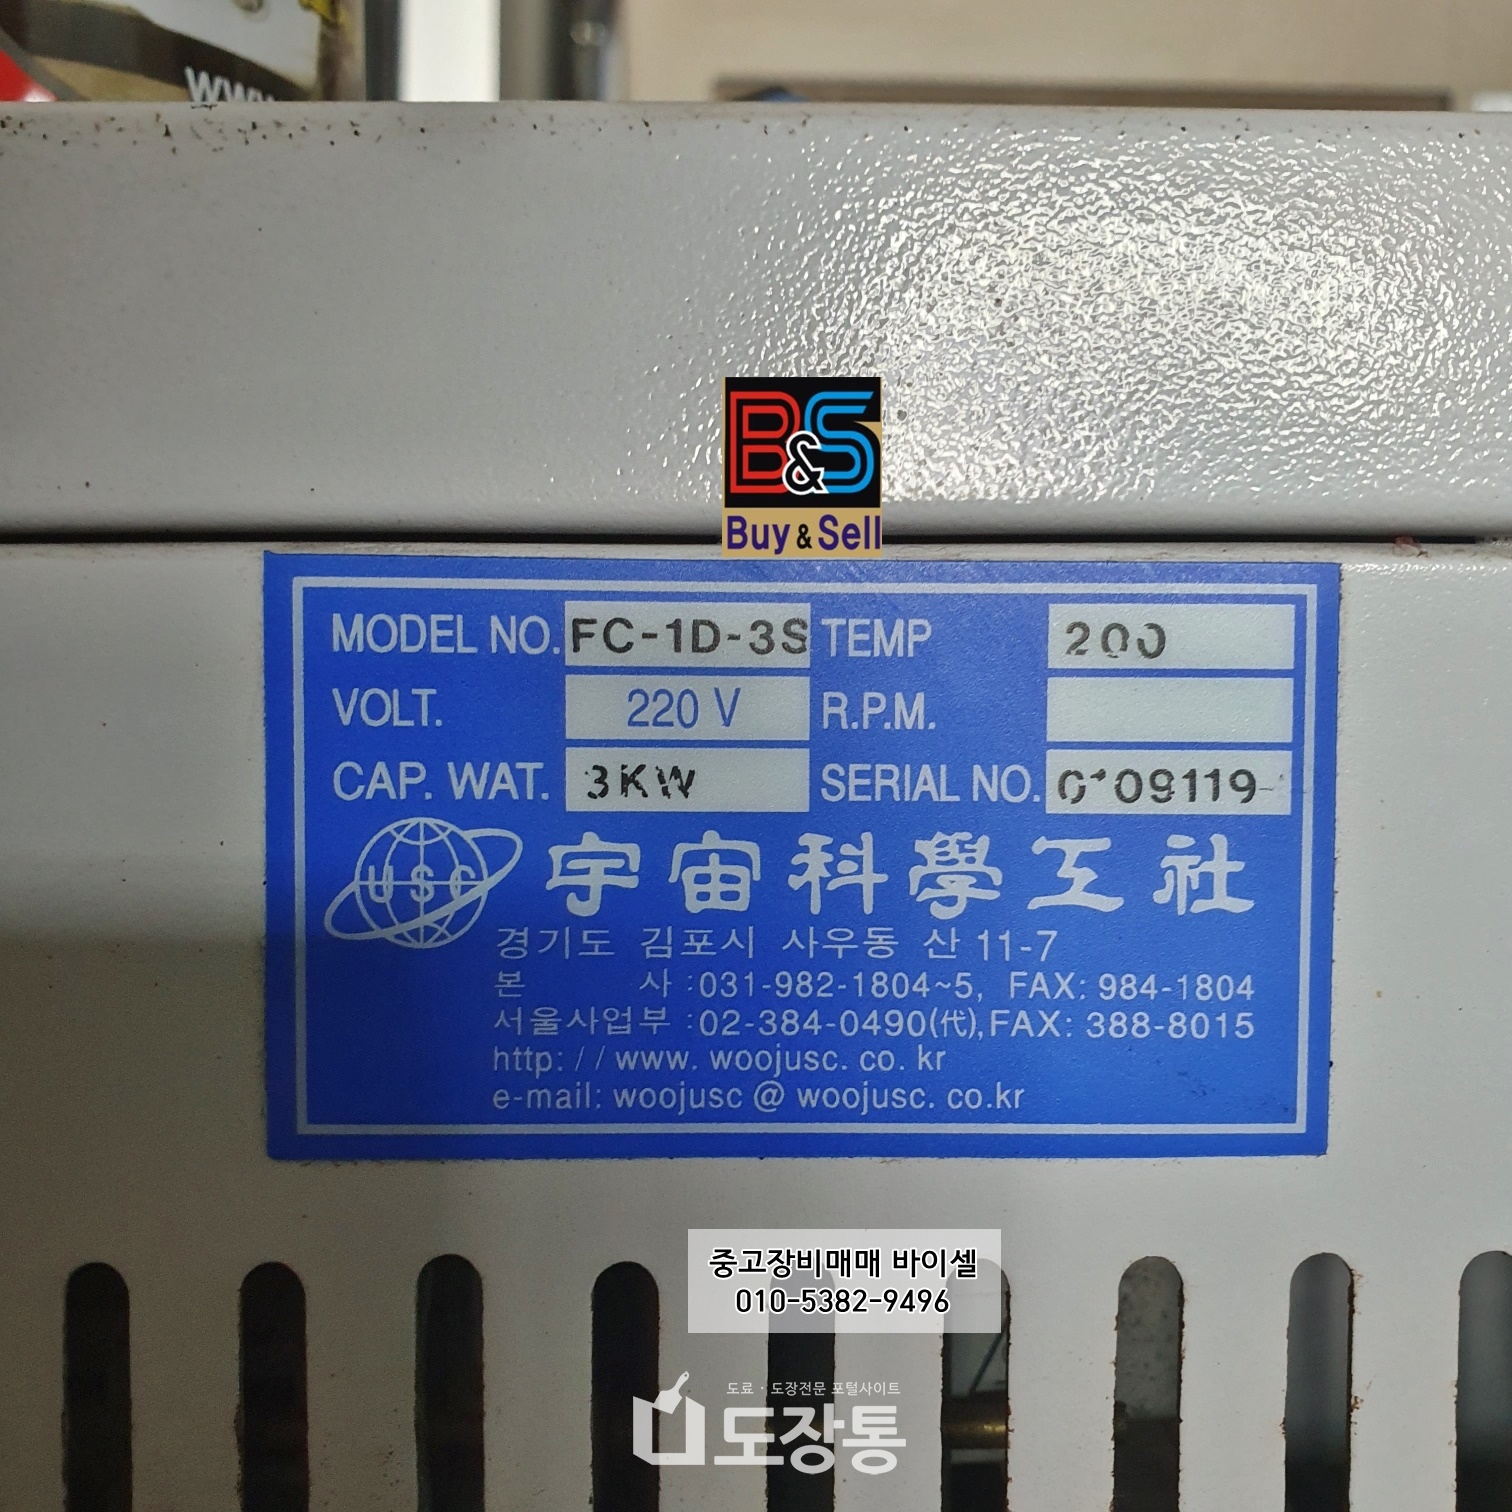 WWW.
B&S
Buy & Sell
MODEL NO. FC-1D-3S TEMP 200
VOLT. 220 V R.P.M.
CAP. WAT. 3KW SERIAL NO.
USC 宇宙科學工社
경기도 김포시 사우동 산 11-7
본 사 :031-982-1804~5, FAX: 984-1804
서울사업부 :02-384-0490(代),FAX: 388-8015
http: / / www. woojusc. co. kr
e-mail: woojusc @ woojusc. co.kr
중고장비매매 바이셀
010-5382-9496
도료 · 도장전문 포털사이트
도장통